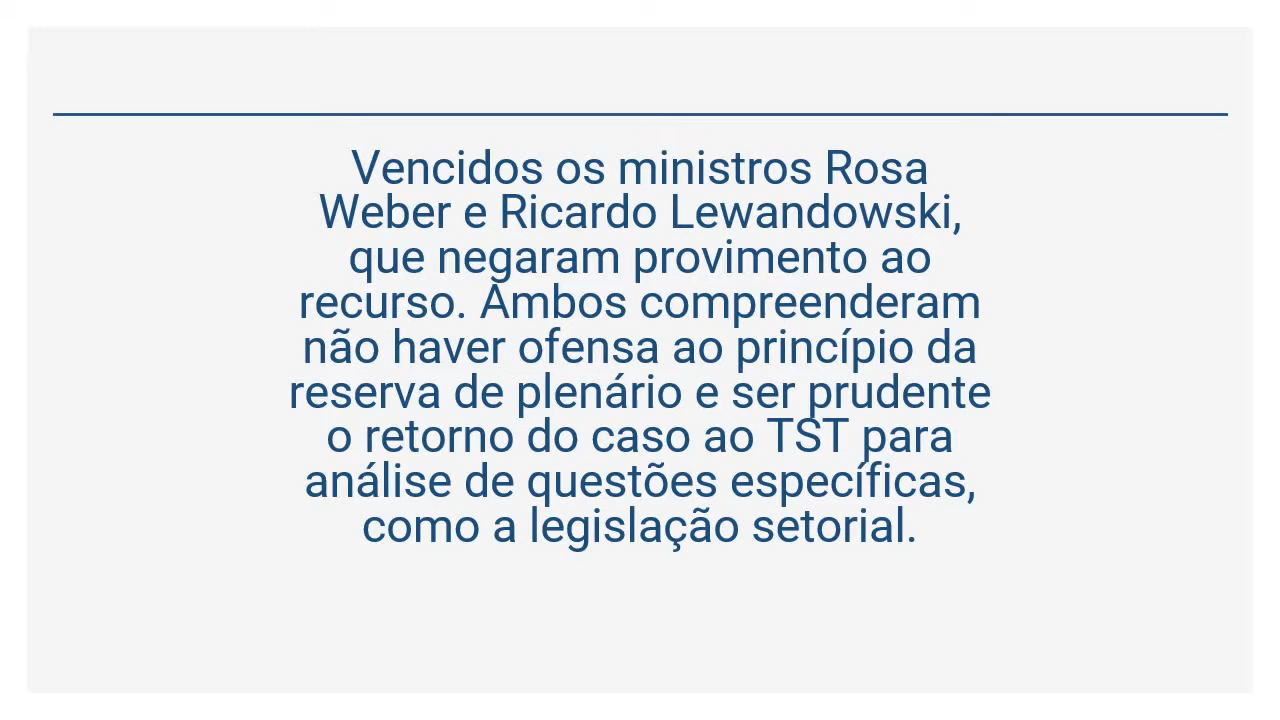 Vencidos os ministros Rosa
Weber e Ricardo Lewandowski,
que negaram provimento ao
recurso. Ambos compreenderam
não haver ofensa ao princípio da
reserva de plenário e ser prudente
o retorno do caso ao TST para
análise de questões específicas,
como a legislação setorial.